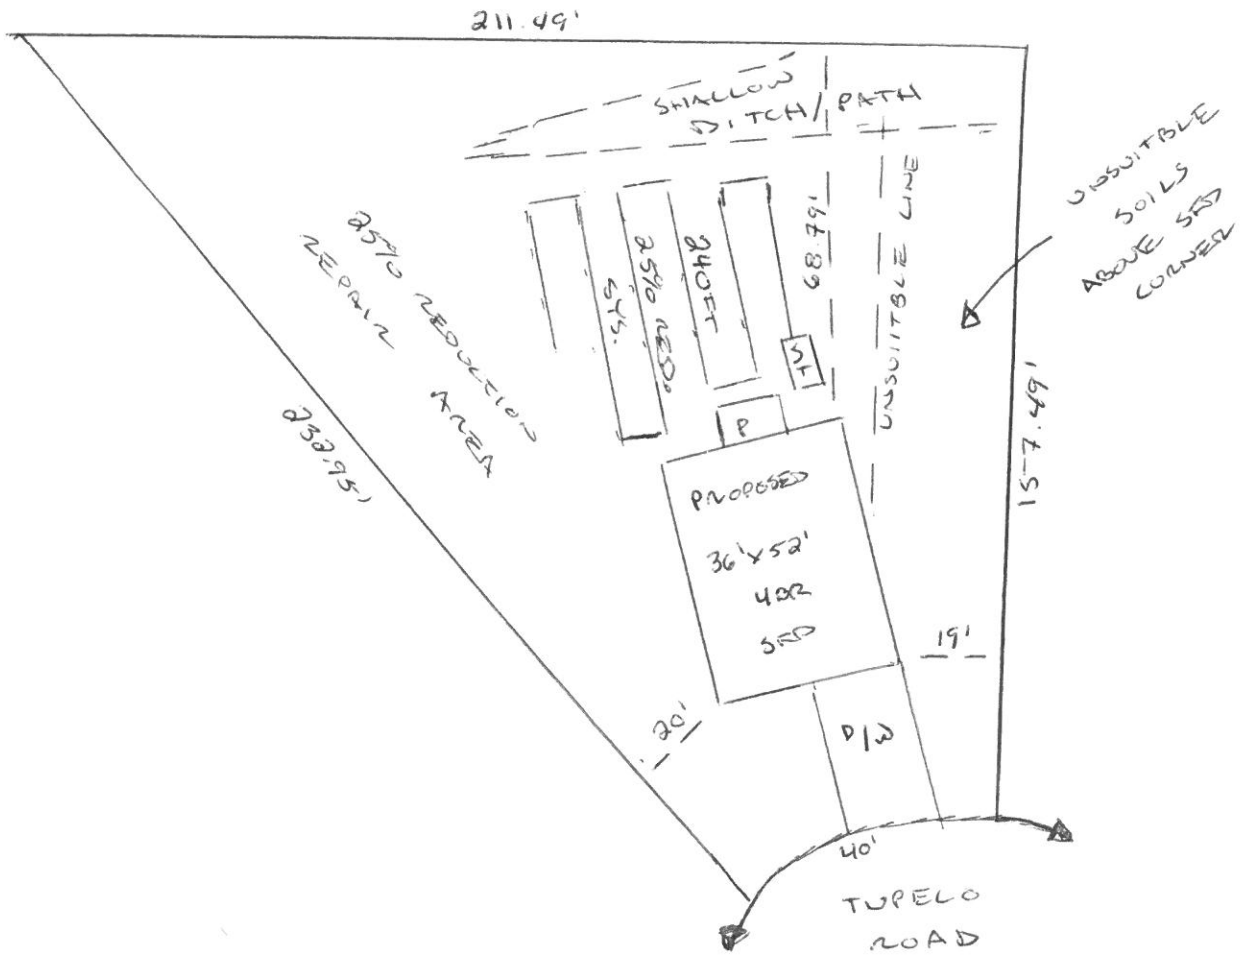 211.49'
SHALLOW
DITCH/PATH
UNSUITBLE
SOILS
ABOVE SFD
CORNER
25% REDUCTION
REPAIR
AREA
SYS.
25% RED.
240FT
68.79'
UNSUITBLE LINE
ST
P
232.95'
157.49'
PROPOSED
36'x52'
4BR
SFD
19'
20'
D/W
40'
TUPELO
ROAD